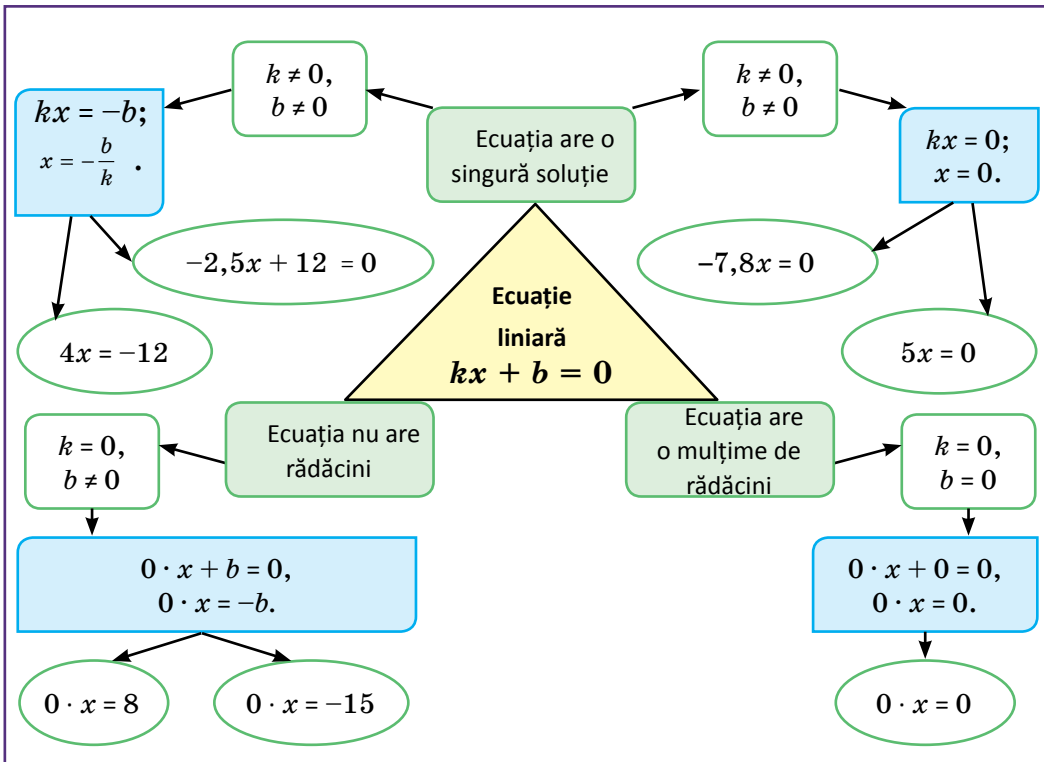 k ≠ 0,
b ≠ 0
k ≠ 0,
b ≠ 0
kx = −b;
x = −b/k .
Ecuația are o
singură soluție
kx = 0;
x = 0.
−2,5x + 12 = 0
−7,8x = 0
4x = −12
5x = 0
Ecuație
liniară
kx + b = 0
Ecuația nu are
rădăcini
Ecuația are
o mulțime de
rădăcini
k = 0,
b ≠ 0
k = 0,
b = 0
0 · x + b = 0,
0 · x = −b.
0 · x + 0 = 0,
0 · x = 0.
0 · x = 8
0 · x = −15
0 · x = 0